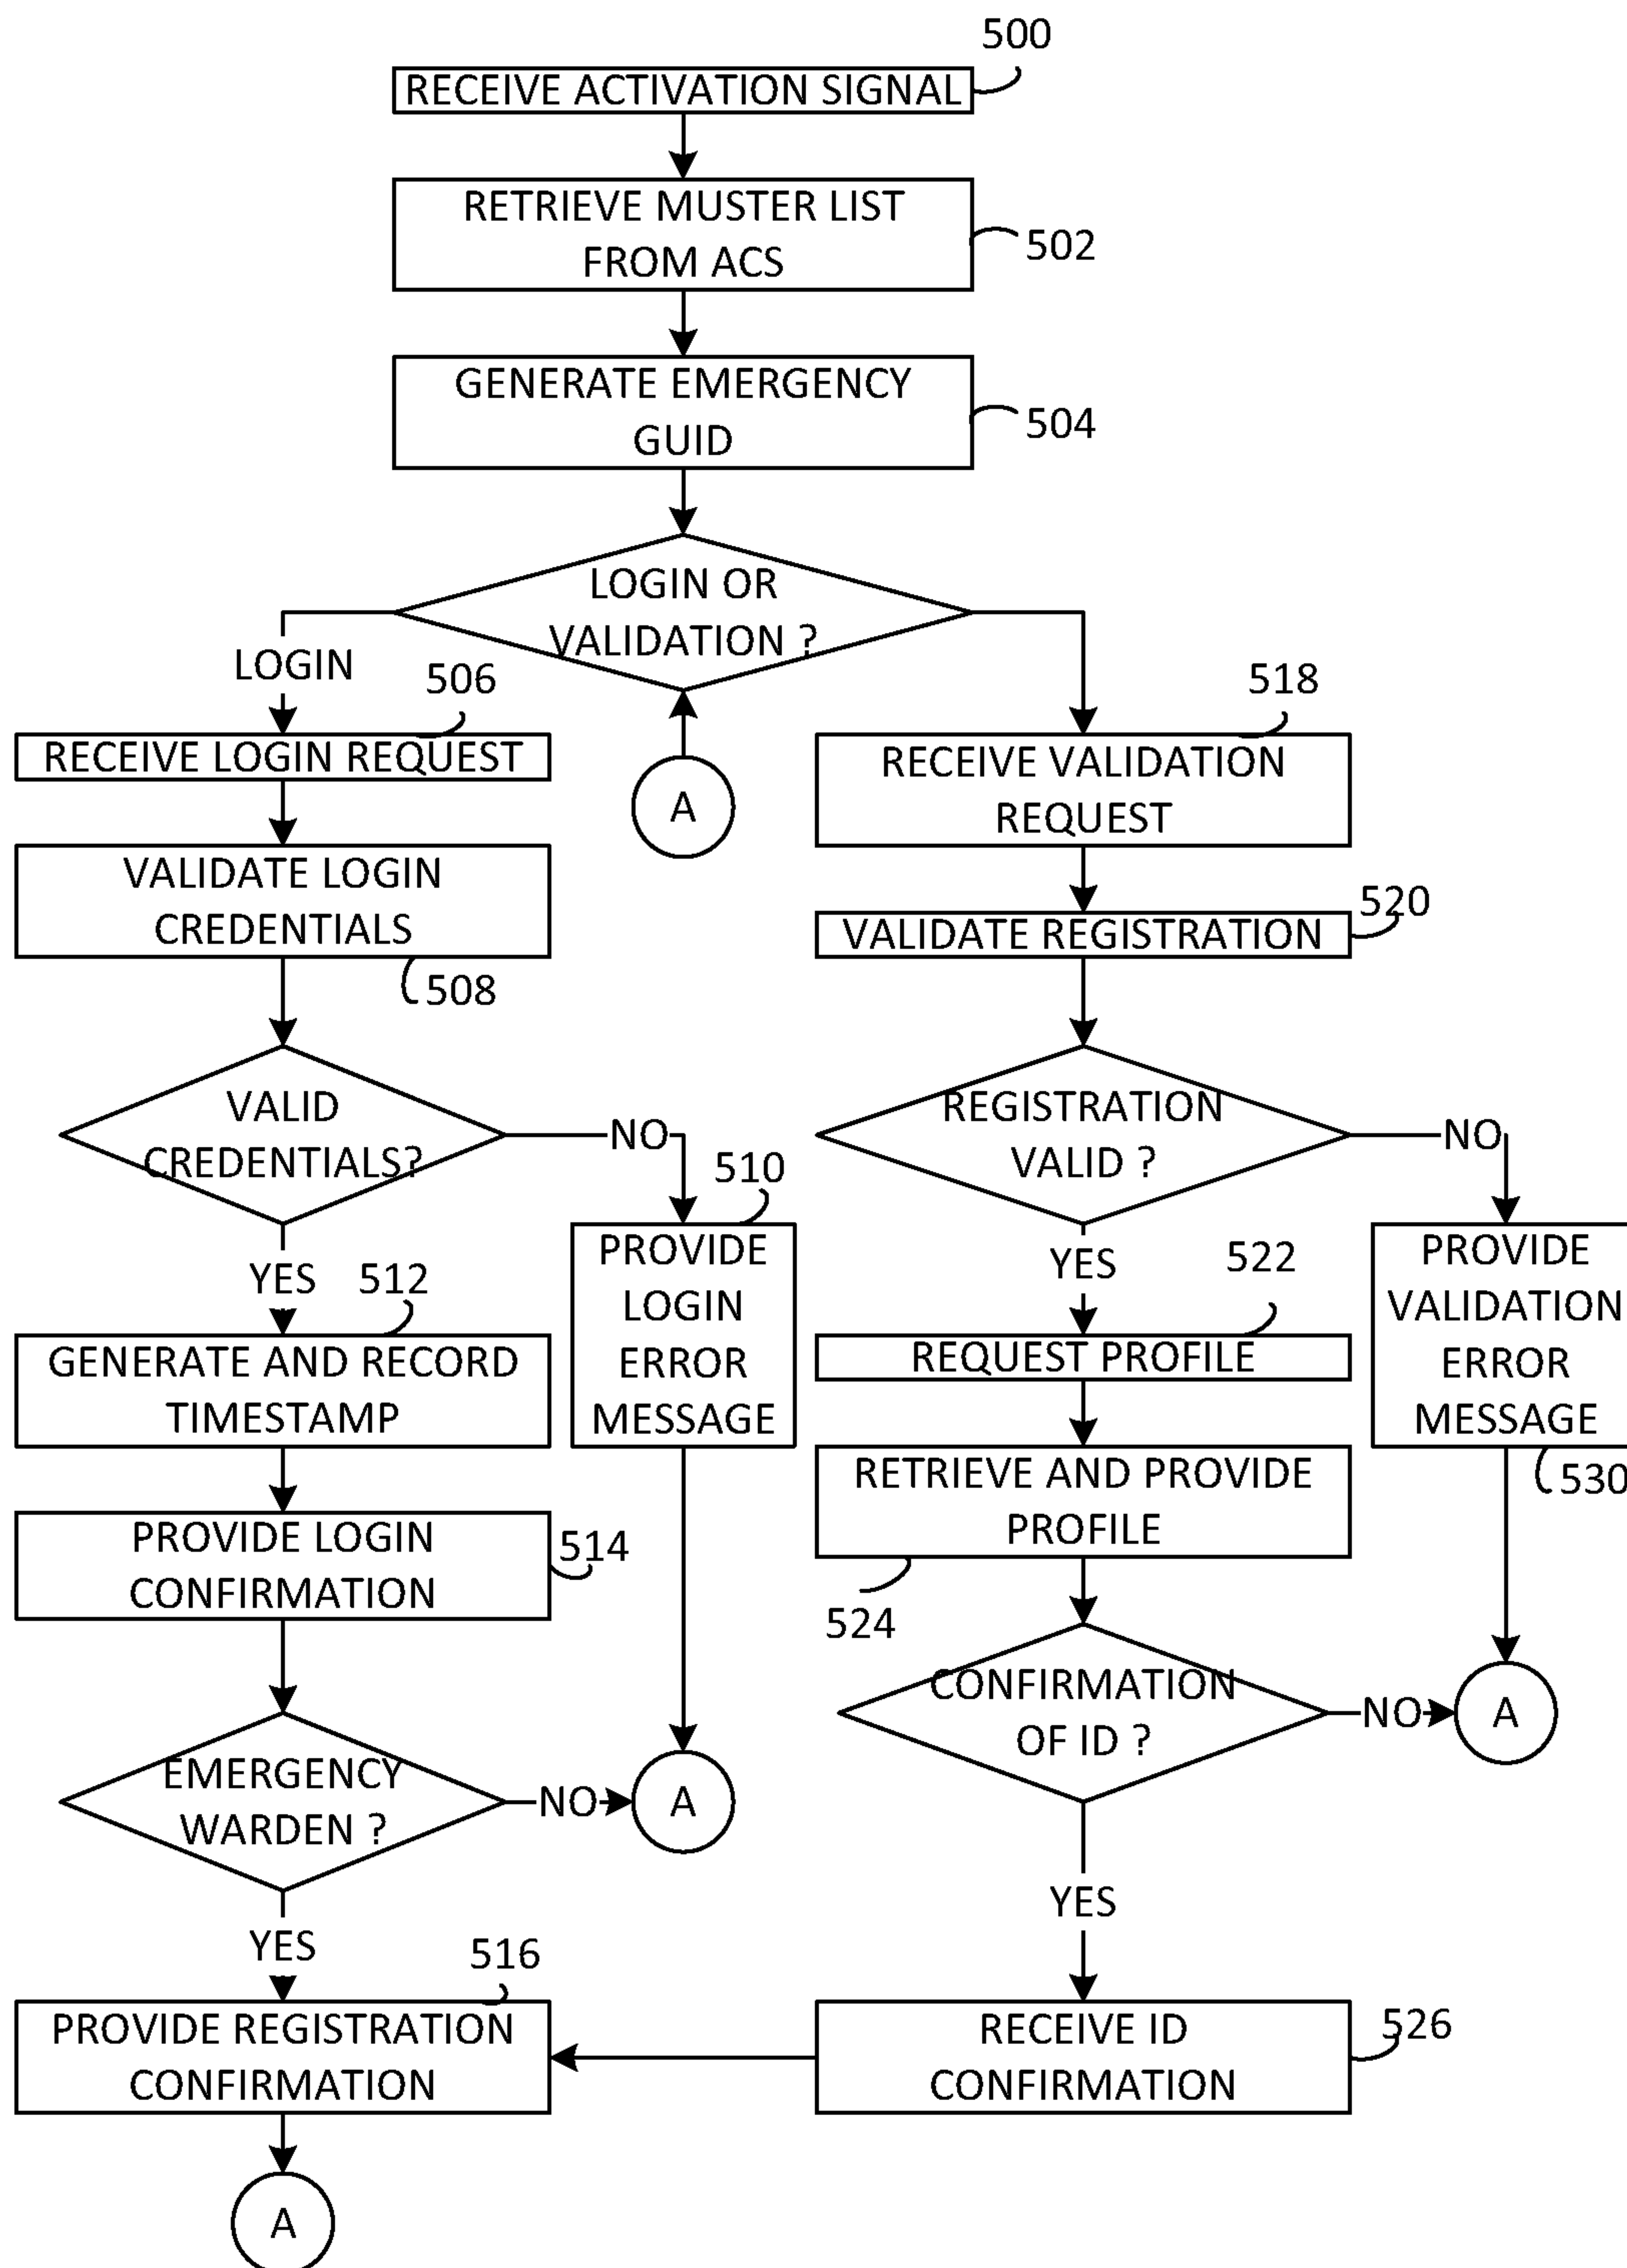 500
RECEIVE ACTIVATION SIGNAL
RETRIEVE MUSTER LIST
FROM ACS
502
GENERATE EMERGENCY
GUID
504
LOGIN OR
VALIDATION ?
LOGIN
506
RECEIVE LOGIN REQUEST
A
518
RECEIVE VALIDATION
REQUEST
VALIDATE LOGIN
CREDENTIALS
508
520
VALIDATE REGISTRATION
VALID
CREDENTIALS?
NO
510
PROVIDE
LOGIN
ERROR
MESSAGE
REGISTRATION
VALID ?
NO
PROVIDE
VALIDATION
ERROR
MESSAGE
530
YES
512
GENERATE AND RECORD
TIMESTAMP
YES
522
REQUEST PROFILE
PROVIDE LOGIN
CONFIRMATION
514
RETRIEVE AND PROVIDE
PROFILE
524
EMERGENCY
WARDEN ?
NO
A
CONFIRMATION
OF ID ?
NO
A
YES
516
PROVIDE REGISTRATION
CONFIRMATION
YES
RECEIVE ID
CONFIRMATION
526
A